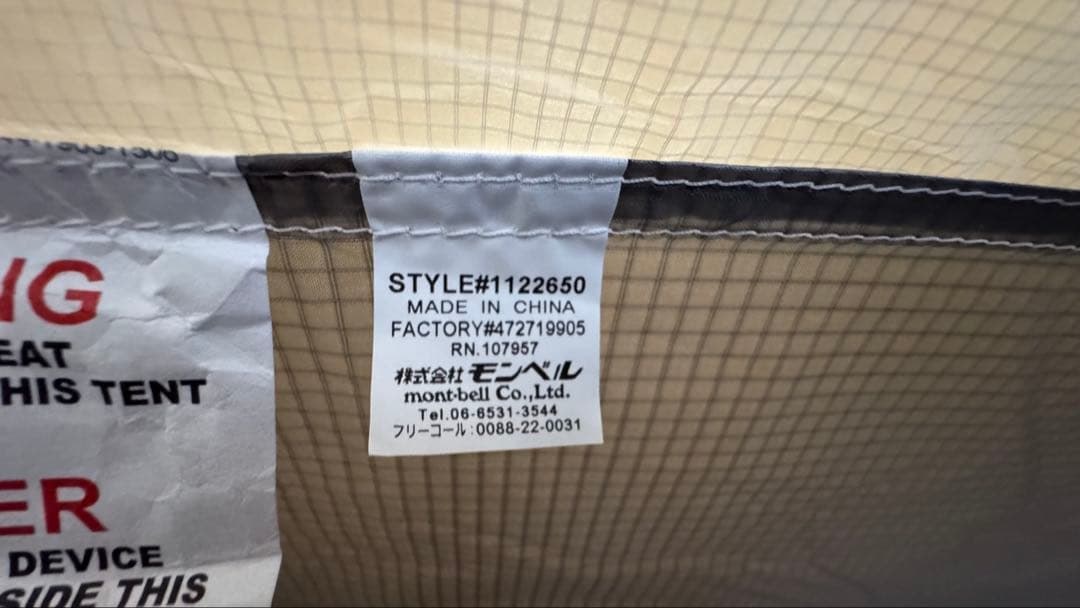 STYLE#1122650
MADE IN CHINA
FACTORY#472719905
RN.107957
株式会社モンベル
mont-bell Co.,Ltd.
Tel.06-6531-3544
フリーコール:0088-22-0031
NG
EAT
HIS TENT
ER
DEVICE
SIDE THIS